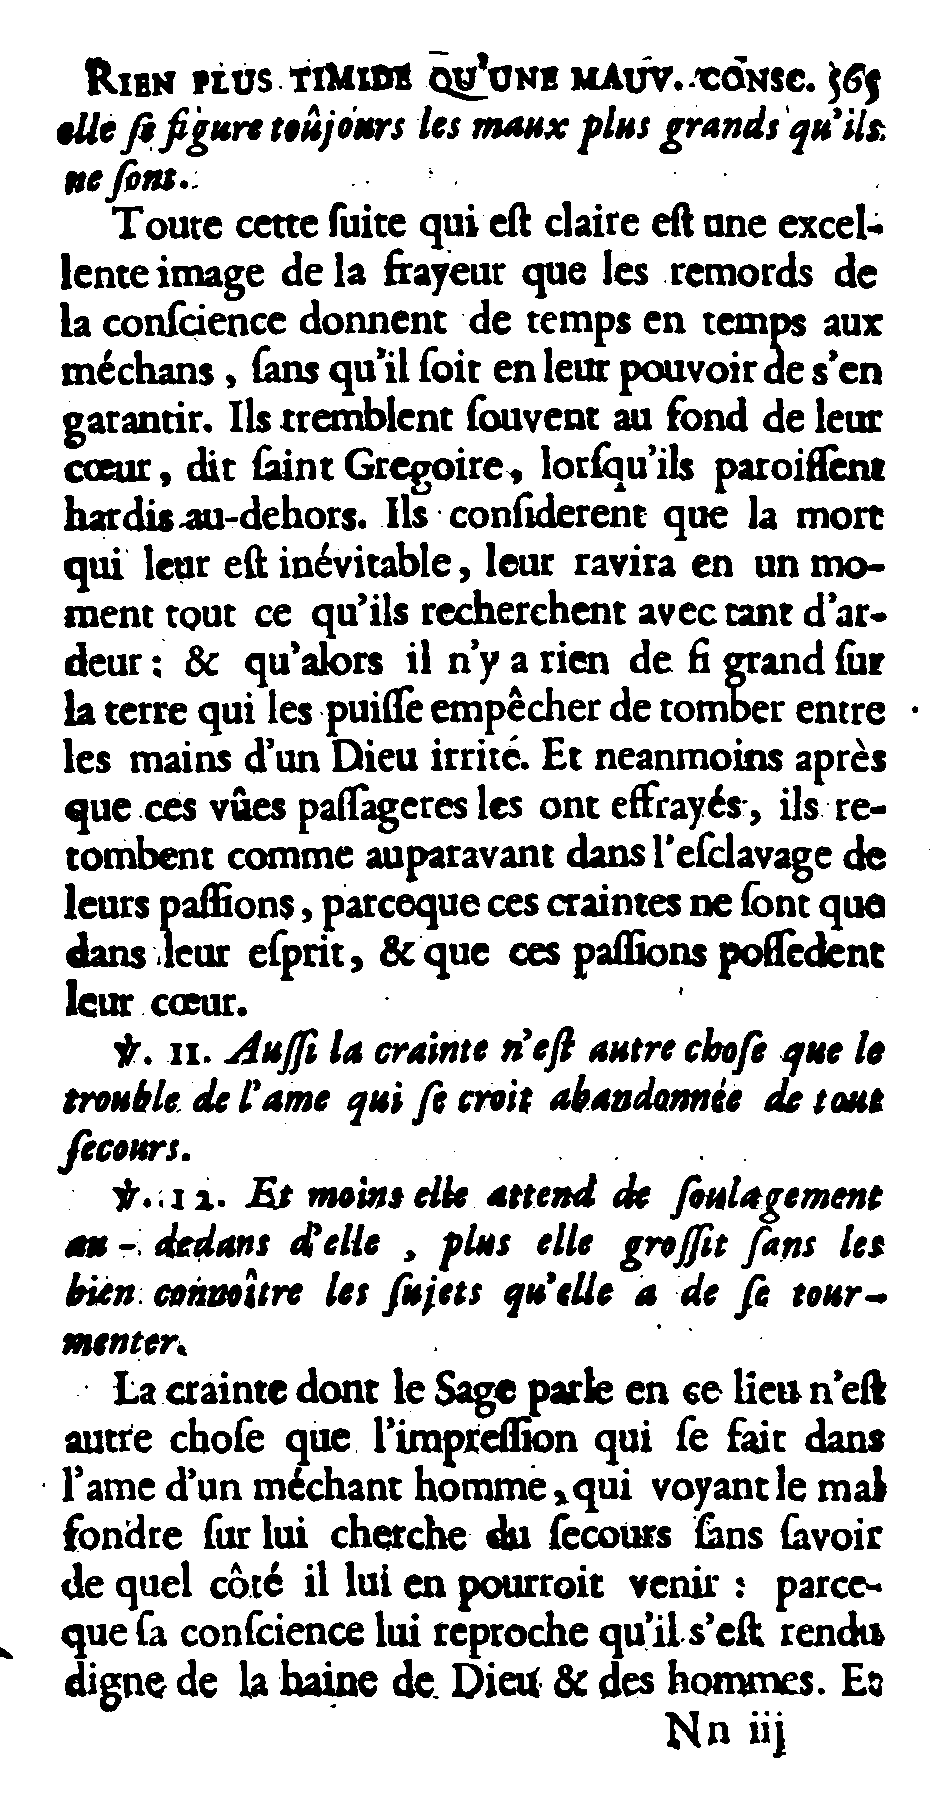 RIEN PLUS TIMIDE QU'UNE MAUV. CONSC. 565
elle ſe figure toûjours les maux plus grands qu'ils
ne ſont.
Toute cette ſuite qui eſt claire eſt une excel-
lente image de la frayeur que les remords de
la conſcience donnent de temps en temps aux
méchans, ſans qu'il ſoit en leur pouvoir de s'en
garantir. Ils tremblent ſouvent au fond de leur
cœur, dit ſaint Gregoire, lorſqu'ils paroiſſent
hardis au-dehors. Ils conſiderent que la mort
qui leur eſt inévitable, leur ravira en un mo-
ment tout ce qu'ils recherchent avec tant d'ar-
deur: & qu'alors il n'y a rien de ſi grand ſur
la terre qui les puiſſe empêcher de tomber entre
les mains d'un Dieu irrité. Et neanmoins après
que ces vûes paſſageres les ont effrayés, ils re-
tombent comme auparavant dans l'eſclavage de
leurs paſſions, parceque ces craintes ne ſont que
dans leur eſprit, & que ces paſſions poſſedent
leur cœur.
℣. 11. Auſſi la crainte n'eſt autre choſe que le
trouble de l'ame qui ſe croit abandonnée de tout
ſecours.
℣. 12. Et moins elle attend de ſoulagement
au-dedans d'elle, plus elle groſſit ſans les
bien connoître les ſujets qu'elle a de ſe tour-
menter.
La crainte dont le Sage parle en ce lieu n'eſt
autre choſe que l'impreſſion qui ſe fait dans
l'ame d'un méchant homme, qui voyant le mal
fondre ſur lui cherche du ſecours ſans ſavoir
de quel côté il lui en pourroit venir: parce-
que ſa conſcience lui reproche qu'il s'eſt rendu
digne de la haine de Dieu & des hommes. Et
Nn iij